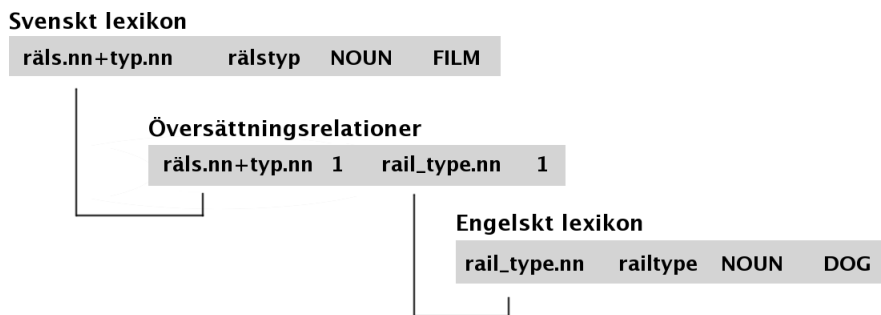 Svenskt lexikon
räls.nn+typ.nn rälstyp NOUN FILM
Översättningsrelationer
räls.nn+typ.nn 1 rail_type.nn 1
Engelskt lexikon
rail_type.nn railtype NOUN DOG